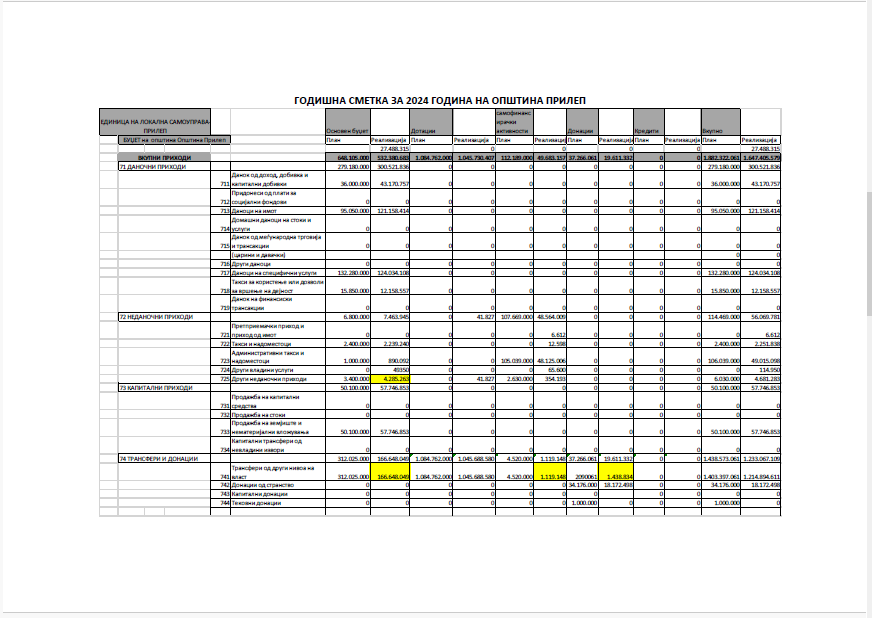 ГОДИШНА СМЕТКА ЗА 2024 ГОДИНА НА ОПШТИНА ПРИЛЕП
ЕДИНИЦА НА ЛОКАЛНА САМОУПРАВА ПРИЛЕП Основен буџет Дотации самофинансирачки активности Донации Кредити Вкупно
БУЏЕТ на општина Општина Прилеп План Реализација План Реализација План Реализација План Реализација План Реализација План Реализација
27.488.315 0 0 0 0 27.488.315
ВКУПНИ ПРИХОДИ 648.105.000 532.380.683 1.084.762.000 1.045.730.407 112.189.000 49.683.157 37.266.061 19.611.332 0 0 1.882.322.061 1.647.405.579
71 ДАНОЧНИ ПРИХОДИ 279.180.000 300.521.836 0 0 0 0 0 0 0 0 279.180.000 300.521.836
711 Данок од доход, добивка и капитални добивки 36.000.000 43.170.757 0 0 0 0 0 0 0 0 36.000.000 43.170.757
712 Придонеси од плати за социјални фондови 0 0 0 0 0 0 0 0 0 0 0 0
713 Даноци на имот 95.050.000 121.158.414 0 0 0 0 0 0 0 0 95.050.000 121.158.414
714 Домашни даноци на стоки и услуги 0 0 0 0 0 0 0 0 0 0 0 0
715 Данок од меѓународна трговија и трансакции 0 0 0 0 0 0 0 0 0 0 0 0
(царини и давачки) 0 0
716 Други даноци 0 0 0 0 0 0 0 0 0 0 0 0
717 Даноци на специфични услуги 132.280.000 124.034.108 0 0 0 0 0 0 0 0 132.280.000 124.034.108
718 Такси за користење или дозволи за вршење на дејност 15.850.000 12.158.557 0 0 0 0 0 0 0 0 15.850.000 12.158.557
719 Данок на финансиски трансакции 0 0 0 0 0 0 0 0 0 0 0 0
72 НЕДАНОЧНИ ПРИХОДИ 6.800.000 7.463.945 0 41.827 107.669.000 48.564.009 0 0 0 0 114.469.000 56.069.781
721 Претприемачки приход и приход од имот 0 0 0 0 0 6.612 0 0 0 0 0 6.612
722 Такси и надоместоци 2.400.000 2.239.240 0 0 0 12.598 0 0 0 0 2.400.000 2.251.838
723 Административни такси и надоместоци 1.000.000 890.092 0 0 105.039.000 48.125.006 0 0 0 0 106.039.000 49.015.098
724 Други владини услуги 0 49350 0 0 0 65.600 0 0 0 0 0 114.950
725 Други неданочни приходи 3.400.000 4.285.263 0 41.827 2.630.000 354.193 0 0 0 0 6.030.000 4.681.283
73 КАПИТАЛНИ ПРИХОДИ 50.100.000 57.746.853 0 0 0 0 0 0 0 0 50.100.000 57.746.853
731 Продажба на капитални средства 0 0 0 0 0 0 0 0 0 0 0 0
732 Продажба на стоки 0 0 0 0 0 0 0 0 0 0 0 0
733 Продажба на земјиште и нематеријални вложувања 50.100.000 57.746.853 0 0 0 0 0 0 0 0 50.100.000 57.746.853
734 Капитални трансфери од невладини извори 0 0 0 0 0 0 0 0 0 0 0 0
74 ТРАНСФЕРИ И ДОНАЦИИ 312.025.000 166.648.049 1.084.762.000 1.045.688.580 4.520.000 1.119.148 37.266.061 19.611.332 0 0 1.438.573.061 1.233.067.109
741 Трансфери од други нивоа на власт 312.025.000 166.648.049 1.084.762.000 1.045.688.580 4.520.000 1.119.148 2090061 1.438.834 0 0 1.403.397.061 1.214.894.611
742 Донации од странство 0 0 0 0 0 0 34.176.000 18.172.498 0 0 34.176.000 18.172.498
743 Капитални донации 0 0 0 0 0 0 0 0 0 0 0 0
744 Тековни донации 0 0 0 0 0 0 1.000.000 0 0 0 1.000.000 0